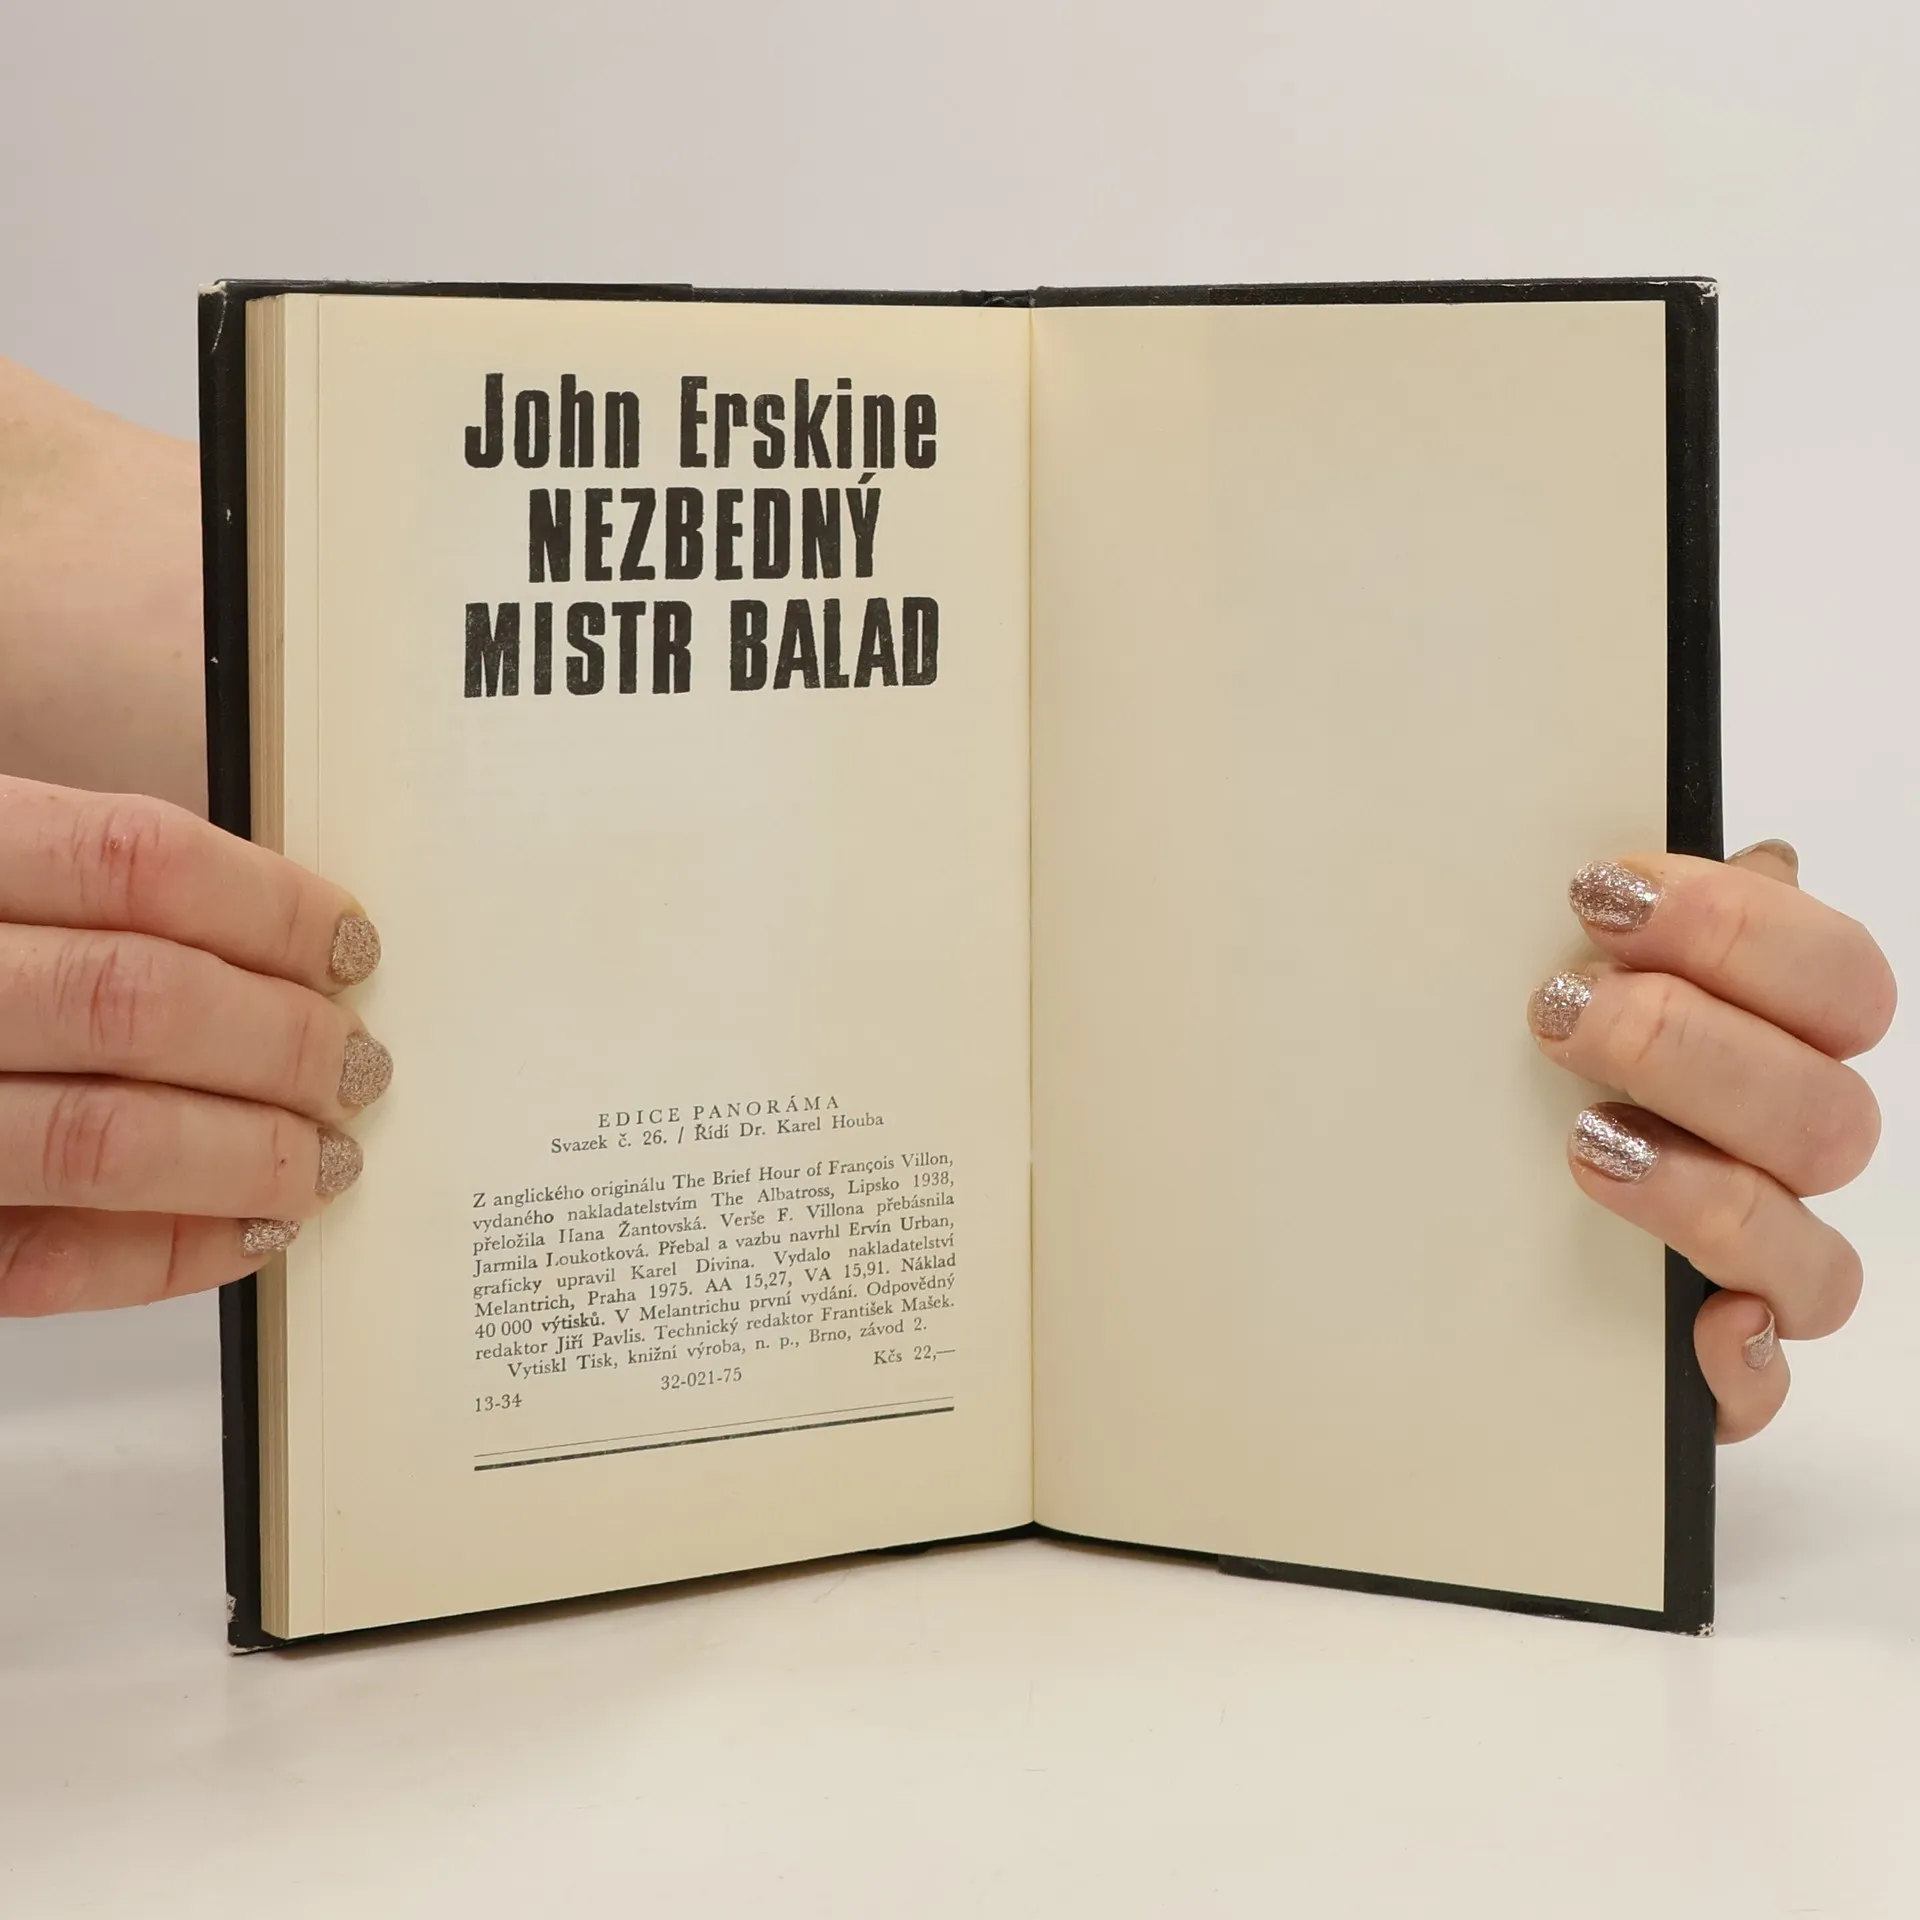 John Erskine
NEZBEDNÝ
MISTR BALAD
EDICE PANORÁMA
Svazek č. 26. / Řídí Dr. Karel Houba
Z anglického originálu The Brief Hour of François Villon,
vydaného nakladatelstvím The Albatross, Lipsko 1938,
přeložila Hana Žantovská. Verše F. Villona přebásnila
Jarmila Loukotková. Přebal a vazbu navrhl Ervín Urban,
graficky upravil Karel Divina. Vydalo nakladatelství
Melantrich, Praha 1975. AA 15,27, VA 15,91. Náklad
40 000 výtisků. V Melantrichu první vydání. Odpovědný
redaktor Jiří Pavlis. Technický redaktor František Mašek.
Vytiskl Tisk, knižní výroba, n. p., Brno, závod 2.
13-34 32-021-75 Kčs 22,—